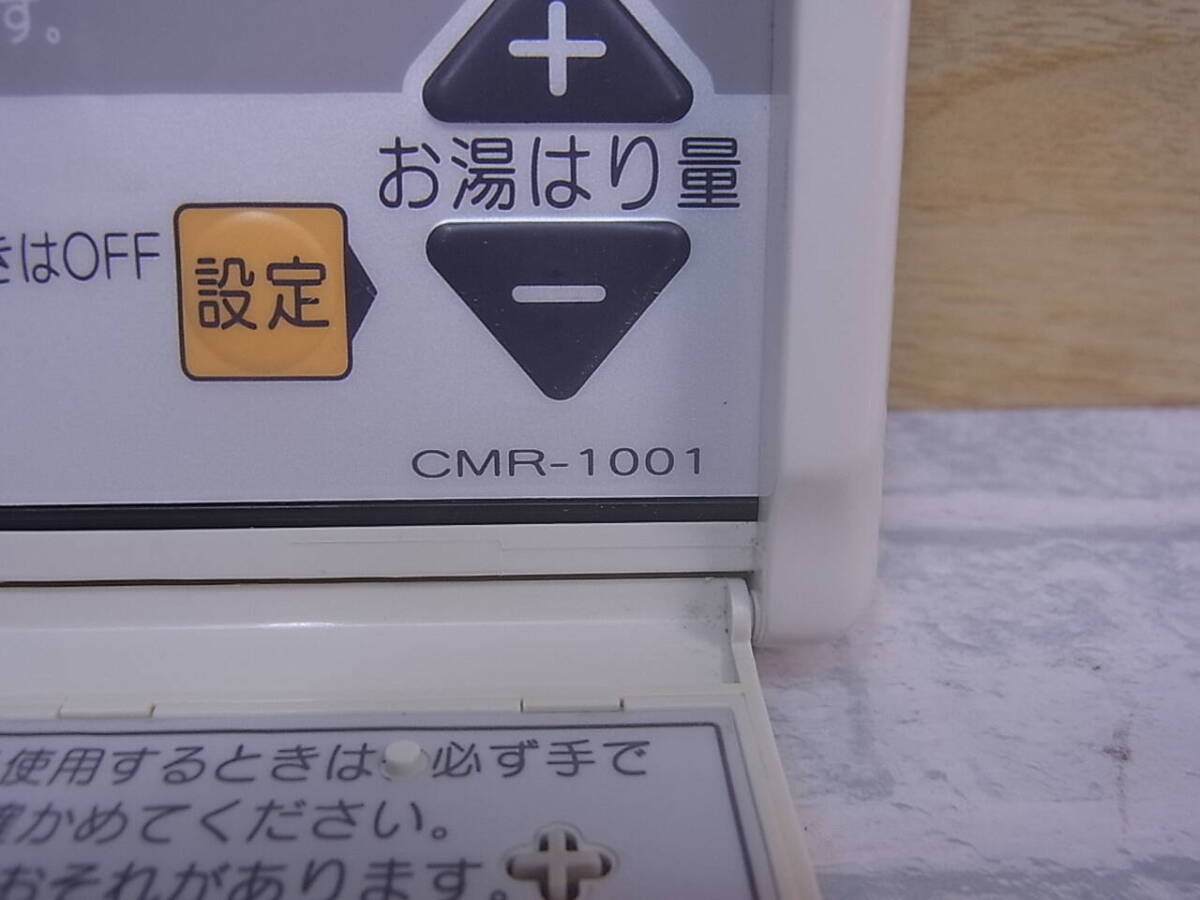 す。
+
お湯はり量
きはOFF
設定
−
CMR-1001
使用するときは必ず手で
確かめてください。
おそれがあります。